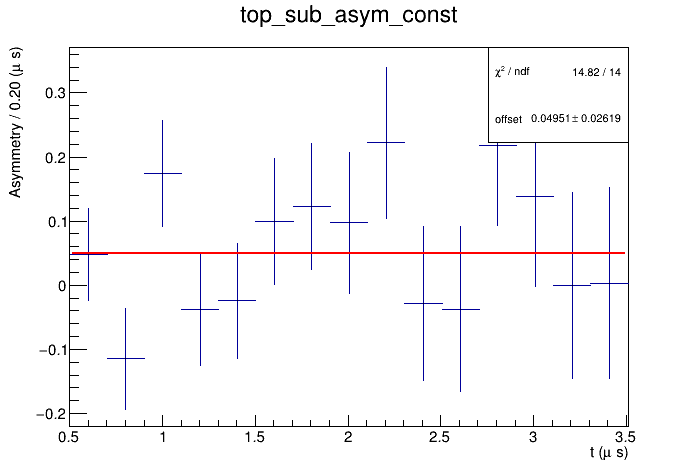 top_sub_asym_const
Asymmetry / 0.20 (μ s)
χ² / ndf 14.82 / 14
offset 0.04951 ± 0.02619
0.3
0.2
0.1
0
−0.1
−0.2
0.5 1 1.5 2 2.5 3 3.5
t (μ s)